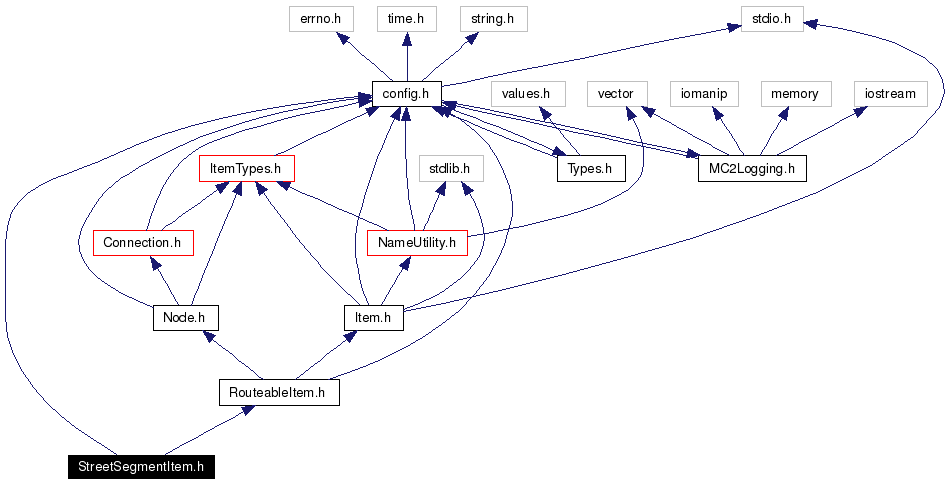 errno.h
time.h
string.h
stdio.h
config.h
values.h
vector
iomanip
memory
iostream
ItemTypes.h
stdlib.h
Types.h
MC2Logging.h
Connection.h
NameUtility.h
Node.h
Item.h
RouteableItem.h
StreetSegmentItem.h